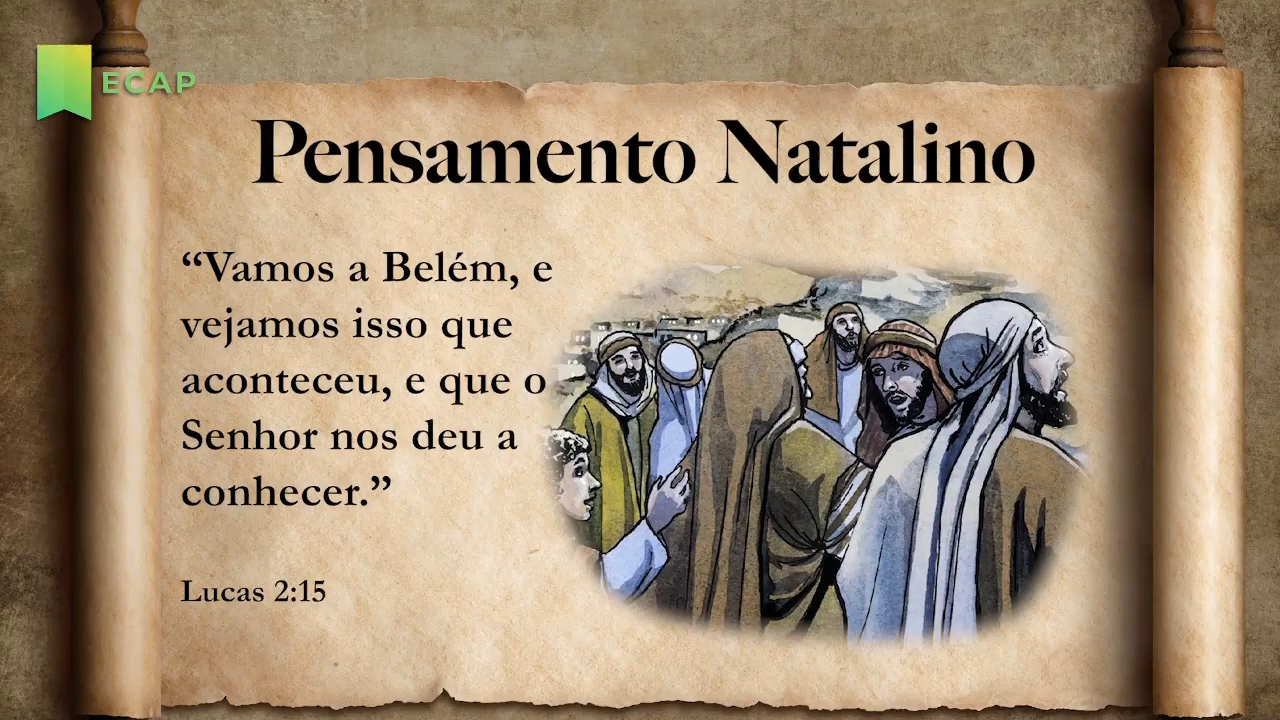 ECAP
Pensamento Natalino
“Vamos a Belém, e
vejamos isso que
aconteceu, e que o
Senhor nos deu a
conhecer.”
Lucas 2:15